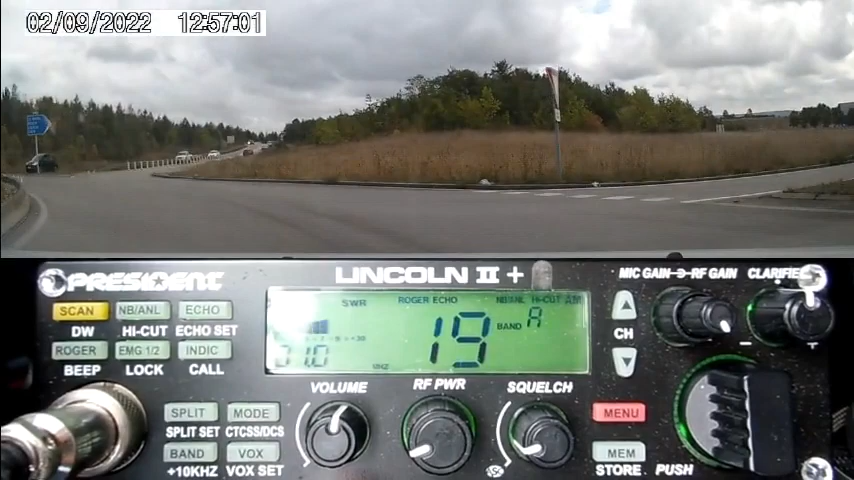 02/09/2022 12:57:01
PRESIDENT
LINCOLN II +
MIC GAIN RF GAIN CLARIFIER
SCAN NB/ANL ECHO
DW HI-CUT ECHO SET
ROGER EMG 1/2 INDIC
BEEP LOCK CALL
SWR ROGER ECHO NB/ANL HI-CUT AM
19 BAND A
CH
VOLUME RF PWR SQUELCH
SPLIT MODE
SPLIT SET CTCSS/DCS
BAND VOX
+10KHZ VOX SET
MENU
MEM
STORE PUSH
- +